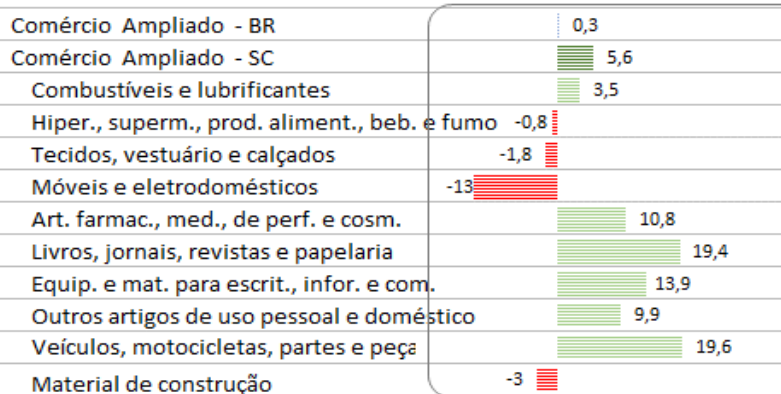 Comércio Ampliado - BR 0,3
Comércio Ampliado - SC 5,6
Combustíveis e lubrificantes 3,5
Hiper., superm., prod. aliment., beb. e fumo -0,8
Tecidos, vestuário e calçados -1,8
Móveis e eletrodomésticos -13
Art. farmac., med., de perf. e cosm. 10,8
Livros, jornais, revistas e papelaria 19,4
Equip. e mat. para escrit., infor. e com. 13,9
Outros artigos de uso pessoal e doméstico 9,9
Veículos, motocicletas, partes e peça 19,6
Material de construção -3